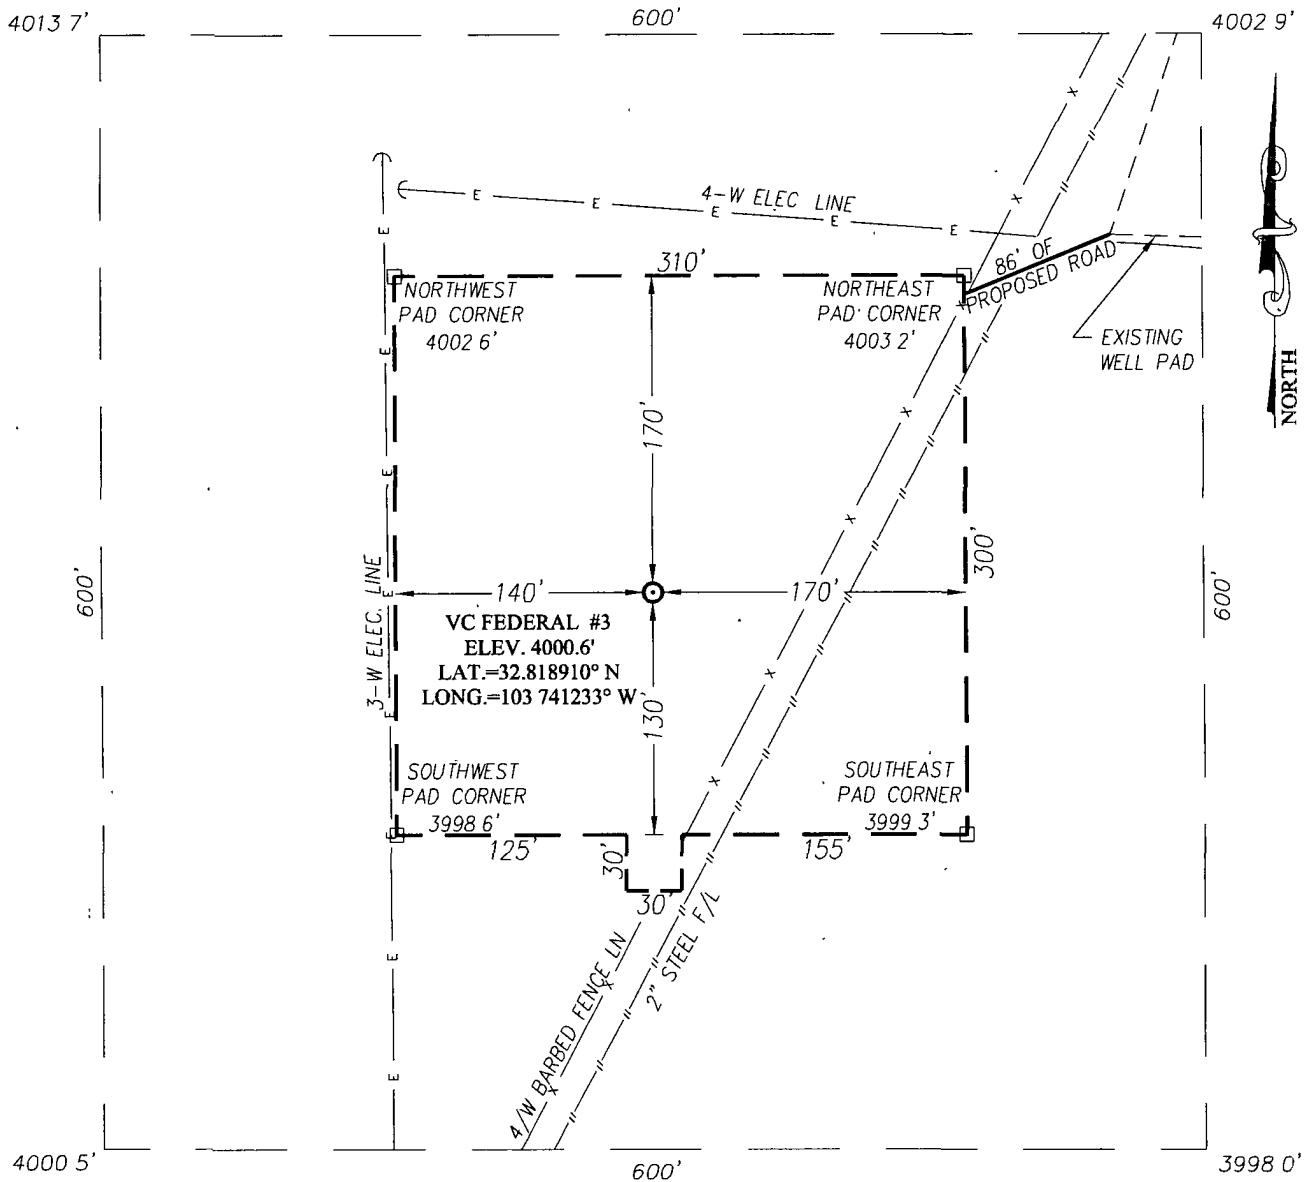 4013 7'
600'
4002 9'
4-W ELEC LINE
E
E
E
E
E
310'
86' OF
PROPOSED ROAD
NORTHWEST
PAD CORNER
4002 6'
NORTHEAST
PAD CORNER
4003 2'
EXISTING
WELL PAD
NORTH
170'
300'
600'
3-W ELEC. LINE
140'
170'
600'
VC FEDERAL #3
ELEV. 4000.6'
LAT.=32.818910° N
LONG.=103 741233° W
130'
SOUTHWEST
PAD CORNER
3998 6'
SOUTHEAST
PAD CORNER
3999 3'
125'
30'
155'
30'
2" STEEL F/L
4/W BARBED FENCE LN
4000 5'
600'
3998 0'